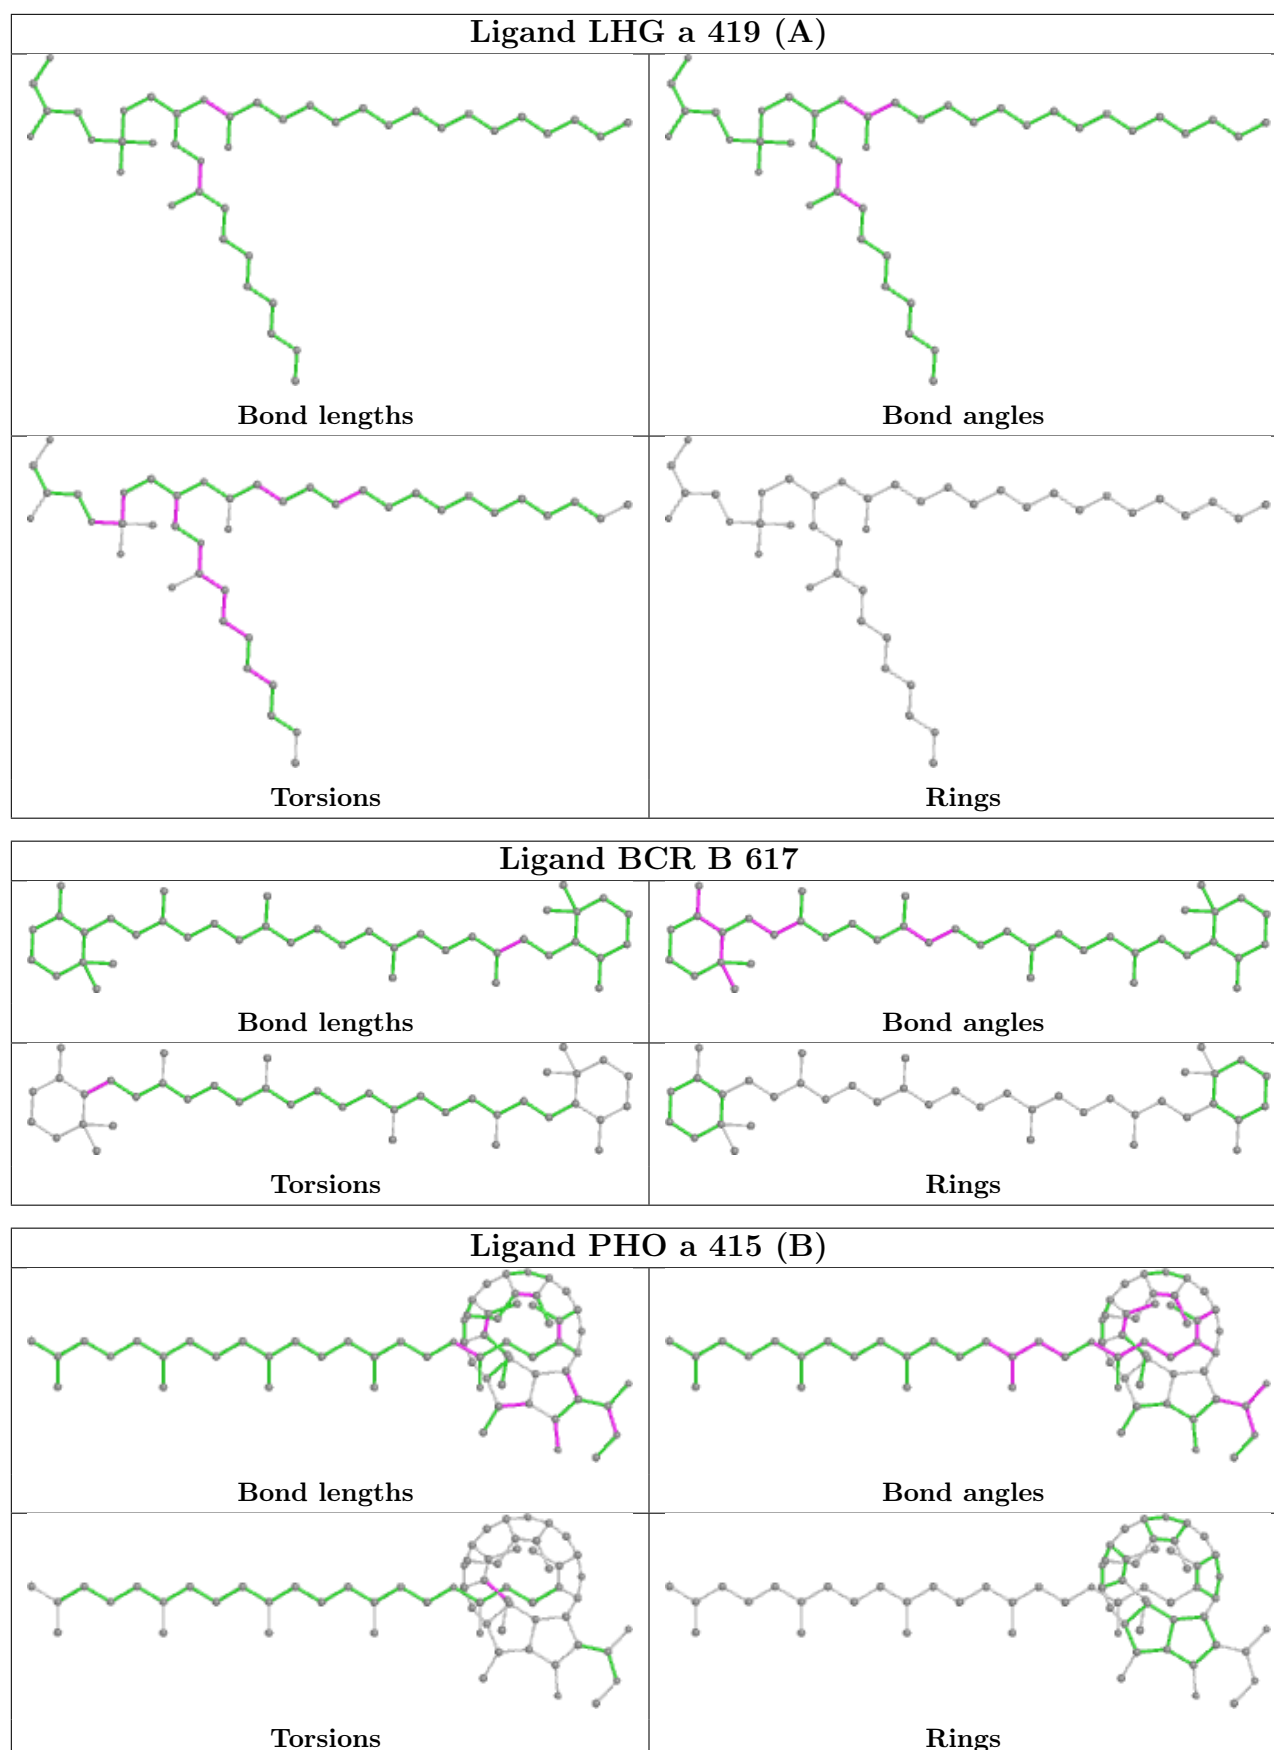 Ligand LHG a 419 (A)
Bond lengths
Bond angles
Torsions
Rings
Ligand BCR B 617
Bond lengths
Bond angles
Torsions
Rings
Ligand PHO a 415 (B)
Bond lengths
Bond angles
Torsions
Rings